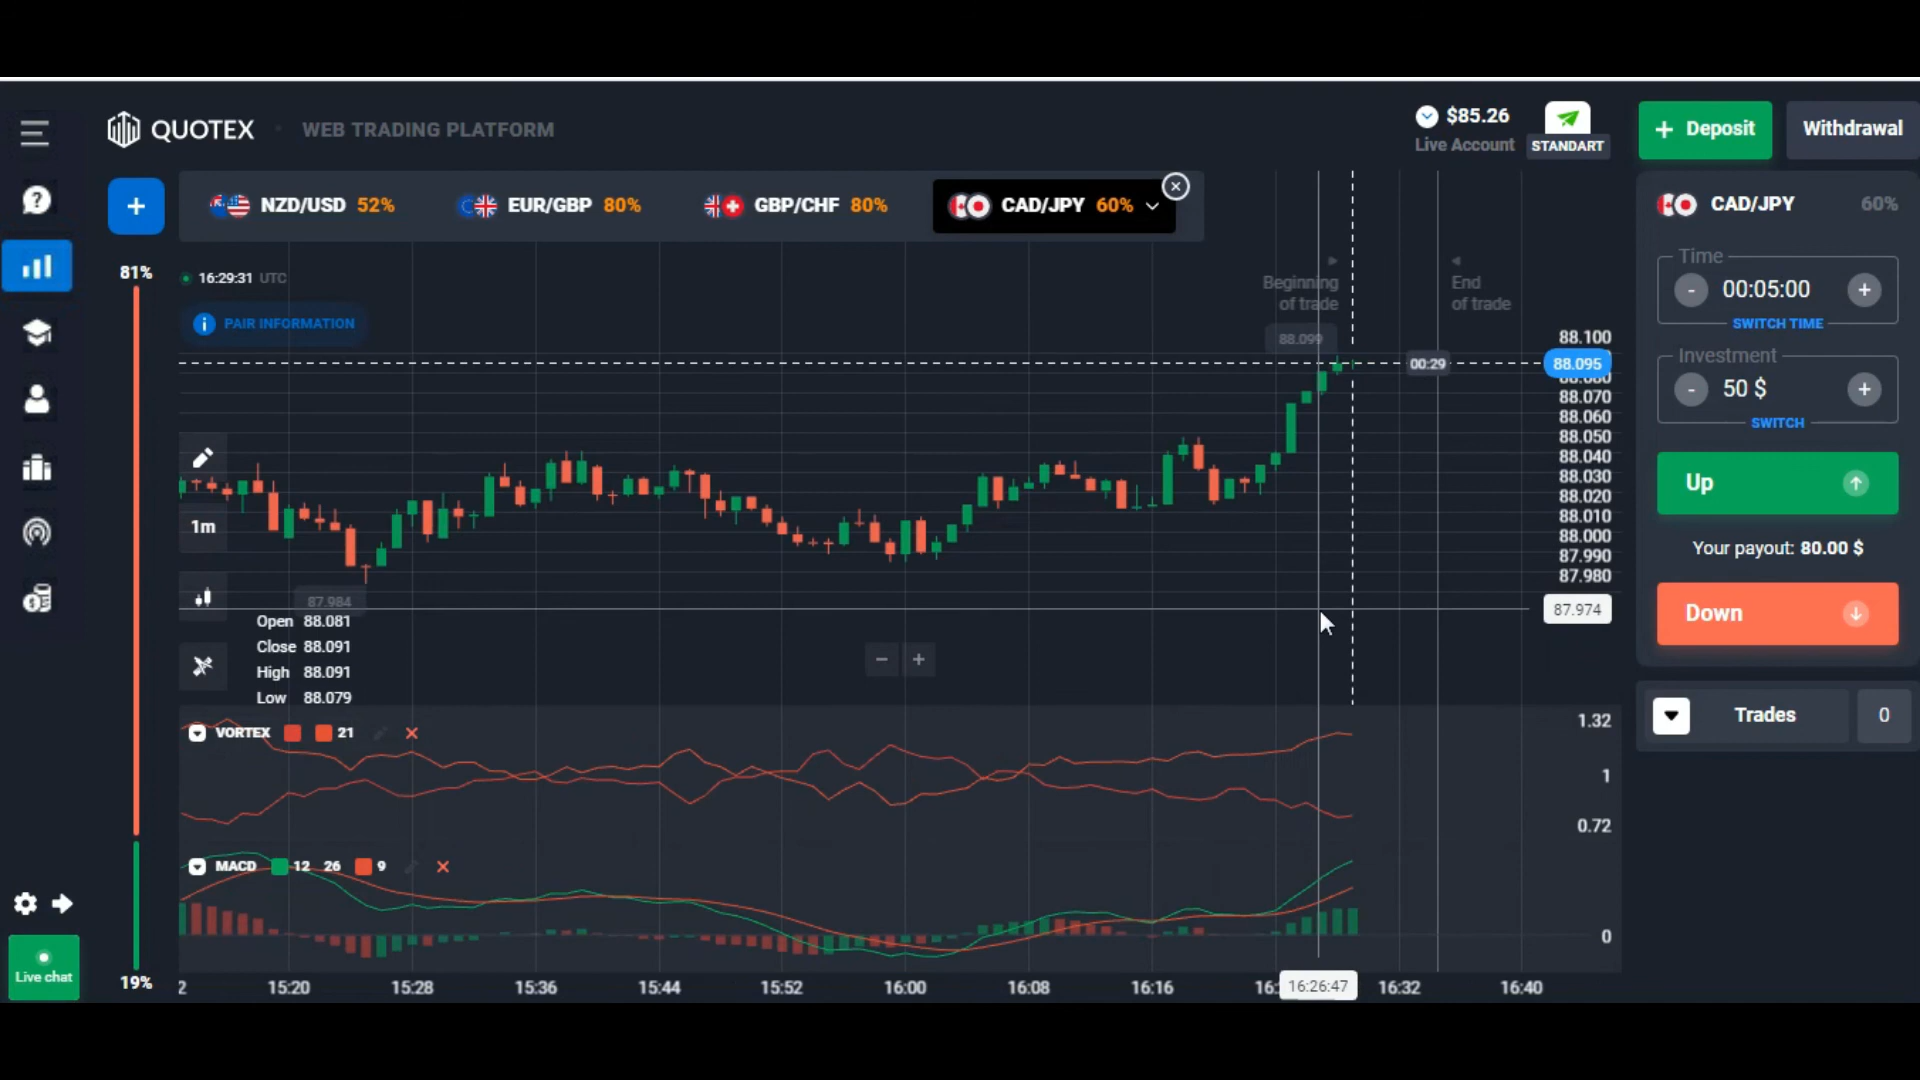 QUOTEX
WEB TRADING PLATFORM
$85.26
Live Account
STANDART
+ Deposit
Withdrawal
+
NZD/USD 52%
EUR/GBP 80%
GBP/CHF 80%
CAD/JPY 60%
CAD/JPY 60%
81%
16:29:31 UTC
PAIR INFORMATION
Beginning
of trade
End
of trade
Time
- 00:05:00 +
SWITCH TIME
Investment
- 50 $ +
SWITCH
Up
Your payout: 80.00 $
Down
Trades 0
88.099
00:29
88.100
88.095
88.070
88.060
88.050
88.040
88.030
88.020
88.010
88.000
87.990
87.980
87.974
1m
87.984
Open 88.081
Close 88.091
High 88.091
Low 88.079
- +
VORTEX 21
1.32
1
0.72
MACD 12 26 9
0
Live chat
19%
2 15:20 15:28 15:36 15:44 15:52 16:00 16:08 16:16 16:26:47 16:32 16:40